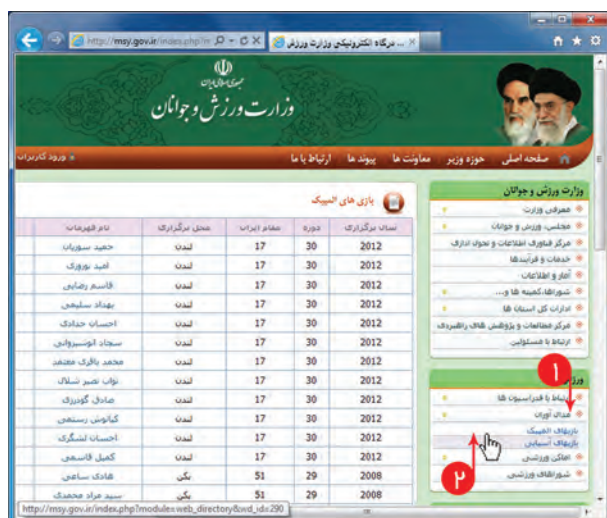 http://msy.gov.ir/index.php?m
... درگاه الکترونیکی وزارت ورزش
جمهوری اسلامی ایران
وزارت ورزش و جوانان
صفحه اصلی حوزه وزیر معاونت ها پیوند ها ارتباط با ما
ورود کاربران
وزارت ورزش و جوانان
معرفی وزارت
مجلس، ورزش و جوانان
مرکز فناوری اطلاعات و تحول اداری
خدمات و فرآیندها
آمار و اطلاعات
شوراها،کمیته ها و...
ادارات کل استان ها
مرکز مطالعات و پژوهش های راهبردی
ارتباط با مسئولین
۱
ارتباط با فدراسیون ها
مدال آوران
بازیهای المپیک
بازیهای آسیایی
اماکن ورزشی
شوراهای ورزشی
۲
بازی های المپیک
سال برگزاری دوره مقام ایران محل برگزاری نام قهرمان
2012 30 17 لندن حمید سوریان
2012 30 17 لندن امید نوروزی
2012 30 17 لندن قاسم رضایی
2012 30 17 لندن بهداد سلیمی
2012 30 17 لندن احسان حدادی
2012 30 17 لندن سجاد انوشیروانی
2012 30 17 لندن محمد باقری معتمد
2012 30 17 لندن نواب نصیر شلال
2012 30 17 لندن صادق گودرزی
2012 30 17 لندن کیانوش رستمی
2012 30 17 لندن احسان لشگری
2012 30 17 لندن کمیل قاسمی
2008 29 51 پکن هادی ساعی
2008 29 51 پکن سید مراد محمدی
http://msy.gov.ir/index.php?module=web_directory&wd_id=290